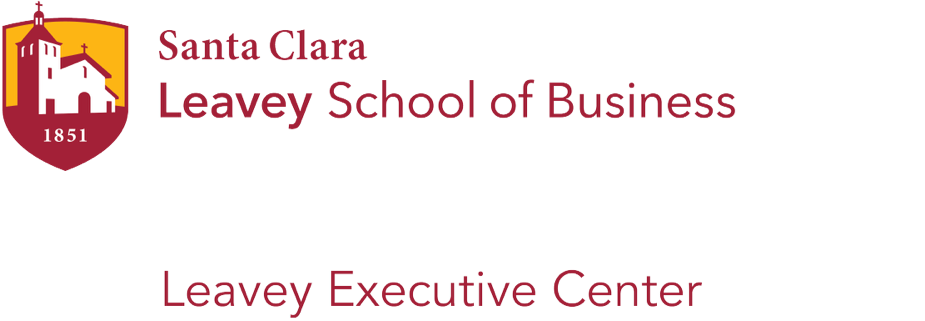 Santa Clara
Leavey School of Business
1851
Leavey Executive Center